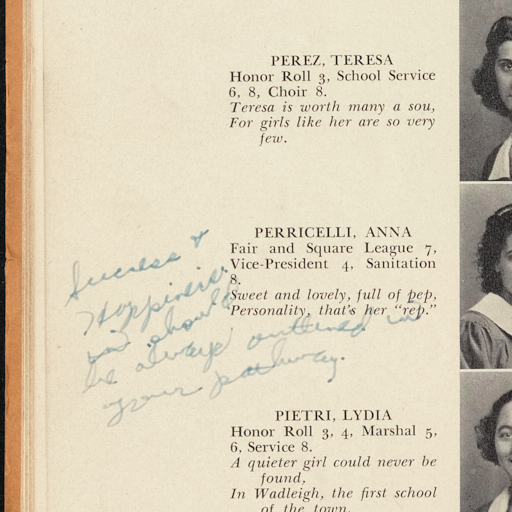 PEREZ, TERESA
Honor Roll 3, School Service
6, 8, Choir 8.
Teresa is worth many a sou,
For girls like her are so very
few.
PERRICELLI, ANNA
Fair and Square League 7,
Vice-President 4, Sanitation
8.
Sweet and lovely, full of pep,
Personality, that's her "rep."
Success &
Happiness
should
be always outlined in
your pathway.
PIETRI, LYDIA
Honor Roll 3, 4, Marshal 5,
6, Service 8.
A quieter girl could never be
found,
In Wadleigh, the first school
of the town.